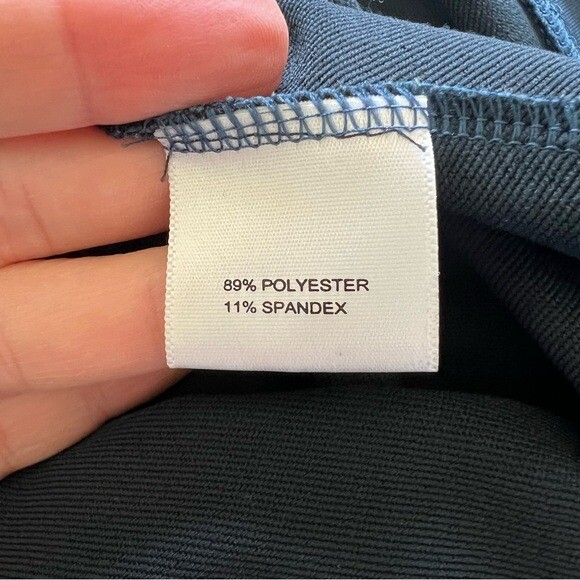 89% POLYESTER
11% SPANDEX